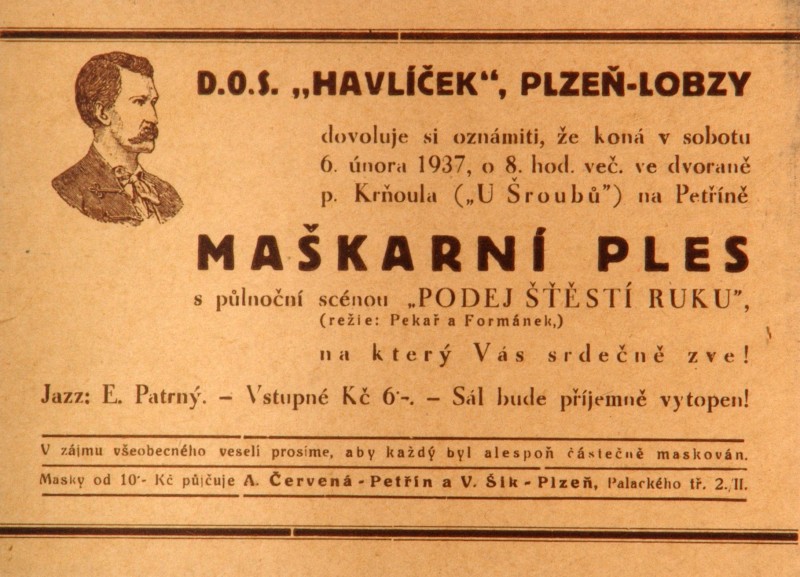 D.O.S. „HAVLÍČEK“, PLZEŇ-LOBZY
dovoluje si oznámiti, že koná v sobotu
6. února 1937, o 8. hod. več. ve dvoraně
p. Krňoula („U Šroubů”) na Petříně
MAŠKARNÍ PLES
s půlnoční scénou „PODEJ ŠTĚSTÍ RUKU”,
(režie: Pekař a Formánek,)
na který Vás srdečně zve!
Jazz: E. Patrný. – Vstupné Kč 6·-. – Sál bude příjemně vytopen!
V zájmu všeobecného veselí prosíme, aby každý byl alespoň částečně maskován.
Masky od 10·- Kč půjčuje A. Červená - Petřín a V. Šik - Plzeň, Palackého tř. 2./II.